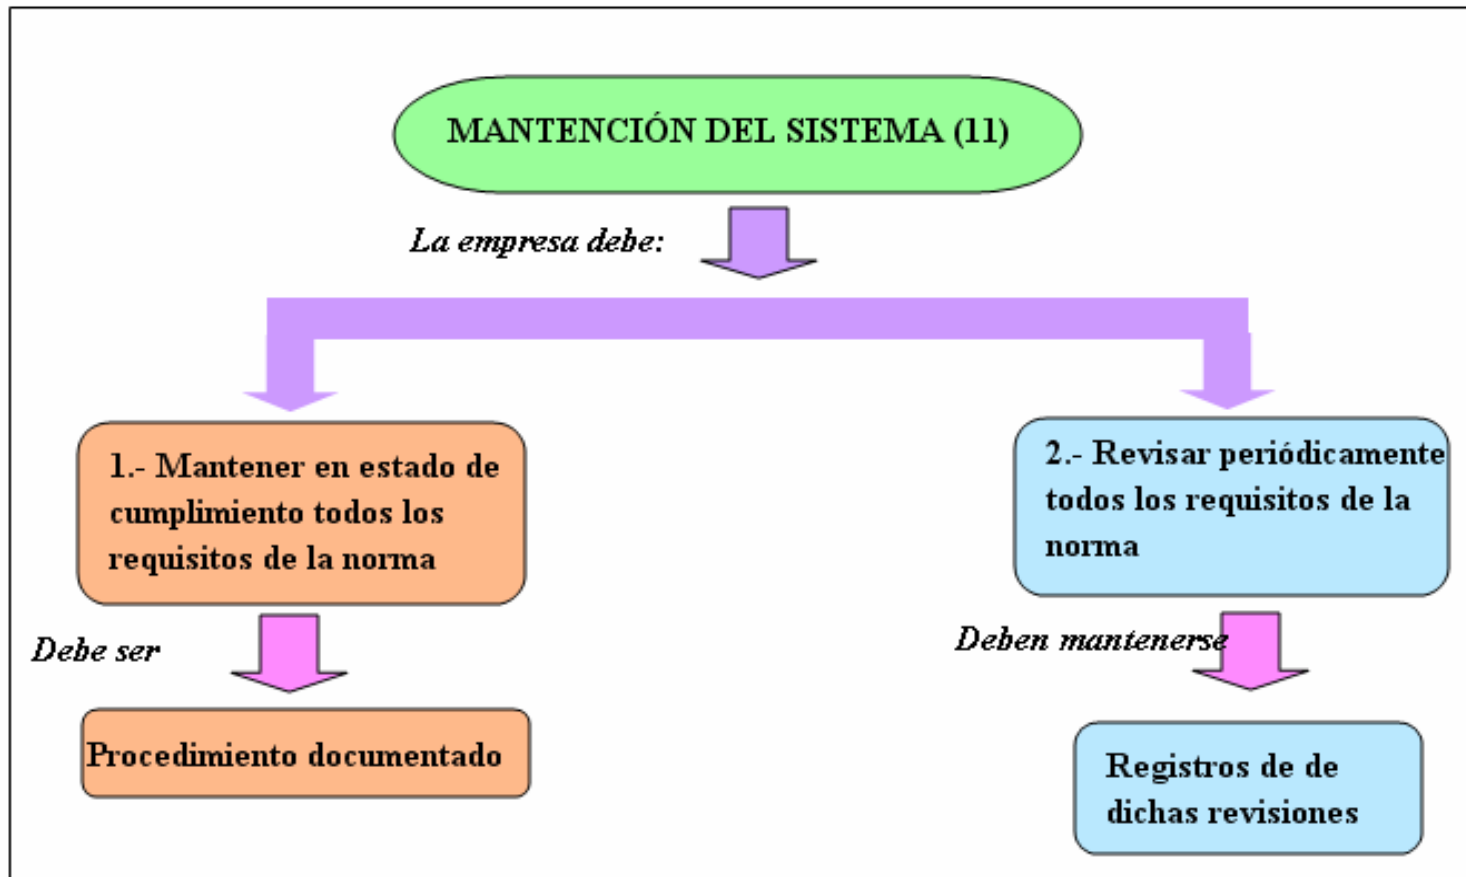 MANTENCIÓN DEL SISTEMA (11)
La empresa debe:
1.- Mantener en estado de
cumplimiento todos los
requisitos de la norma
2.- Revisar periódicamente
todos los requisitos de la
norma
Debe ser
Deben mantenerse
Procedimiento documentado
Registros de de
dichas revisiones